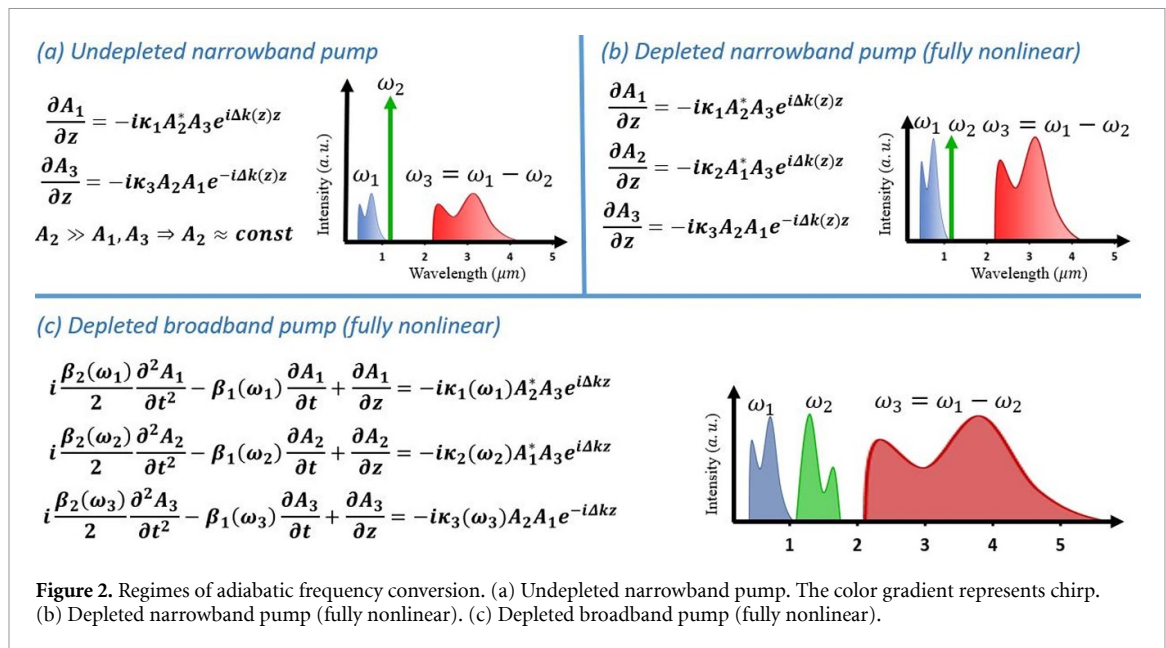 (a) Undepleted narrowband pump
∂A₁/∂z = −iκ₁A₂*A₃e^{iΔk(z)z}
∂A₃/∂z = −iκ₃A₂A₁e^{−iΔk(z)z}
A₂ ≫ A₁, A₃ ⇒ A₂ ≈ const
ω₂
ω₁ ω₃ = ω₁ − ω₂
Intensity (a. u.)
1 2 3 4 5
Wavelength (μm)
(b) Depleted narrowband pump (fully nonlinear)
∂A₁/∂z = −iκ₁A₂*A₃e^{iΔk(z)z}
∂A₂/∂z = −iκ₂A₁*A₃e^{iΔk(z)z}
∂A₃/∂z = −iκ₃A₂A₁e^{−iΔk(z)z}
ω₁ ω₂ ω₃ = ω₁ − ω₂
Intensity (a. u.)
1 2 3 4 5
Wavelength (μm)
(c) Depleted broadband pump (fully nonlinear)
i β₂(ω₁)/2 ∂²A₁/∂t² − β₁(ω₁) ∂A₁/∂t + ∂A₁/∂z = −iκ₁(ω₁)A₂*A₃e^{iΔkz}
i β₂(ω₂)/2 ∂²A₂/∂t² − β₁(ω₂) ∂A₂/∂t + ∂A₂/∂z = −iκ₂(ω₂)A₁*A₃e^{iΔkz}
i β₂(ω₃)/2 ∂²A₃/∂t² − β₁(ω₃) ∂A₃/∂t + ∂A₃/∂z = −iκ₃(ω₃)A₂A₁e^{−iΔkz}
ω₁ ω₂ ω₃ = ω₁ − ω₂
Intensity (a. u.)
1 2 3 4 5
Figure 2. Regimes of adiabatic frequency conversion. (a) Undepleted narrowband pump. The color gradient represents chirp.
(b) Depleted narrowband pump (fully nonlinear). (c) Depleted broadband pump (fully nonlinear).